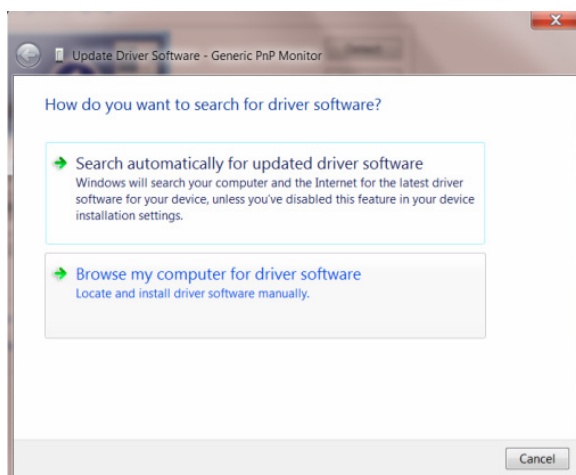 Update Driver Software - Generic PnP Monitor
How do you want to search for driver software?
Search automatically for updated driver software
Windows will search your computer and the Internet for the latest driver
software for your device, unless you've disabled this feature in your device
installation settings.
Browse my computer for driver software
Locate and install driver software manually.
Cancel